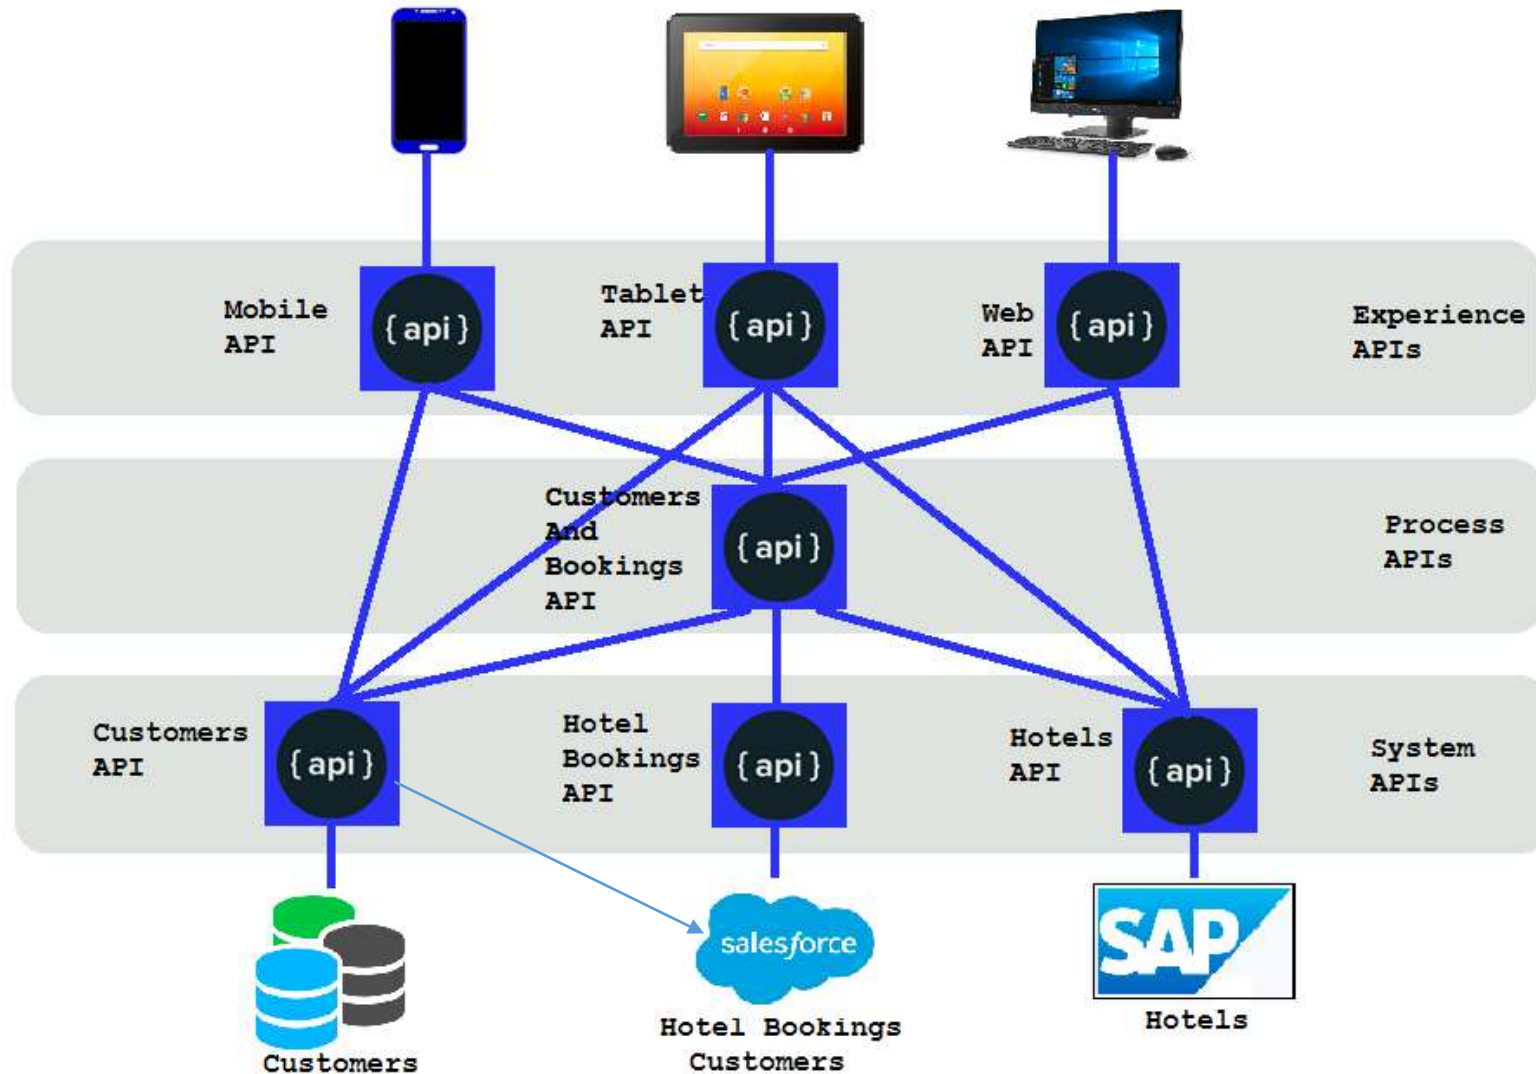 Mobile
API
{api}
Tablet
API
{api}
Web
API
{api}
Experience
APIs
Customers
And
Bookings
API
{api}
Process
APIs
Customers
API
{api}
Hotel
Bookings
API
{api}
Hotels
API
{api}
System
APIs
salesforce
SAP
Customers
Hotel Bookings
Customers
Hotels